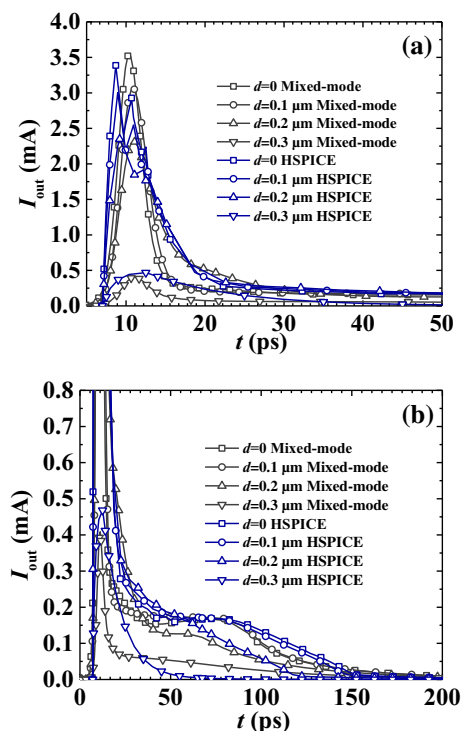 (a)
4.0
3.5
3.0
2.5
2.0
1.5
1.0
0.5
0.0
I_out (mA)
d=0 Mixed-mode
d=0.1 μm Mixed-mode
d=0.2 μm Mixed-mode
d=0.3 μm Mixed-mode
d=0 HSPICE
d=0.1 μm HSPICE
d=0.2 μm HSPICE
d=0.3 μm HSPICE
10 20 30 40 50
t (ps)
(b)
0.8
0.7
0.6
0.5
0.4
0.3
0.2
0.1
0.0
I_out (mA)
d=0 Mixed-mode
d=0.1 μm Mixed-mode
d=0.2 μm Mixed-mode
d=0.3 μm Mixed-mode
d=0 HSPICE
d=0.1 μm HSPICE
d=0.2 μm HSPICE
d=0.3 μm HSPICE
0 50 100 150 200
t (ps)